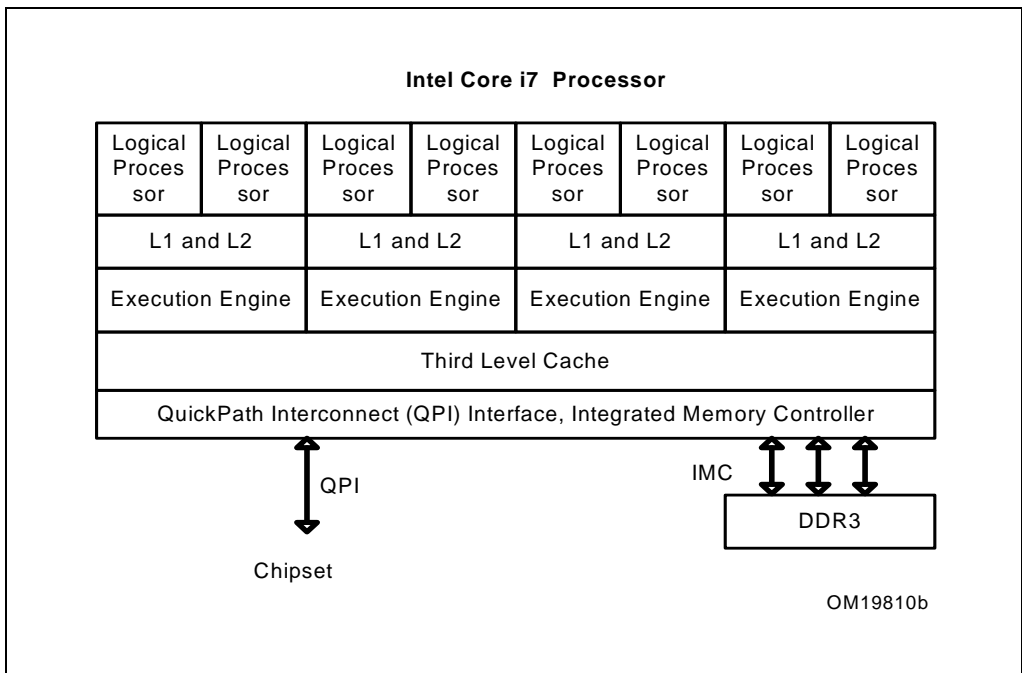 Intel Core i7 Processor
Logical Logical Logical Logical Logical Logical Logical Logical
Proces Proces Proces Proces Proces Proces Proces Proces
sor sor sor sor sor sor sor sor
L1 and L2 L1 and L2 L1 and L2 L1 and L2
Execution Engine Execution Engine Execution Engine Execution Engine
Third Level Cache
QuickPath Interconnect (QPI) Interface, Integrated Memory Controller
QPI
IMC
DDR3
Chipset
OM19810b